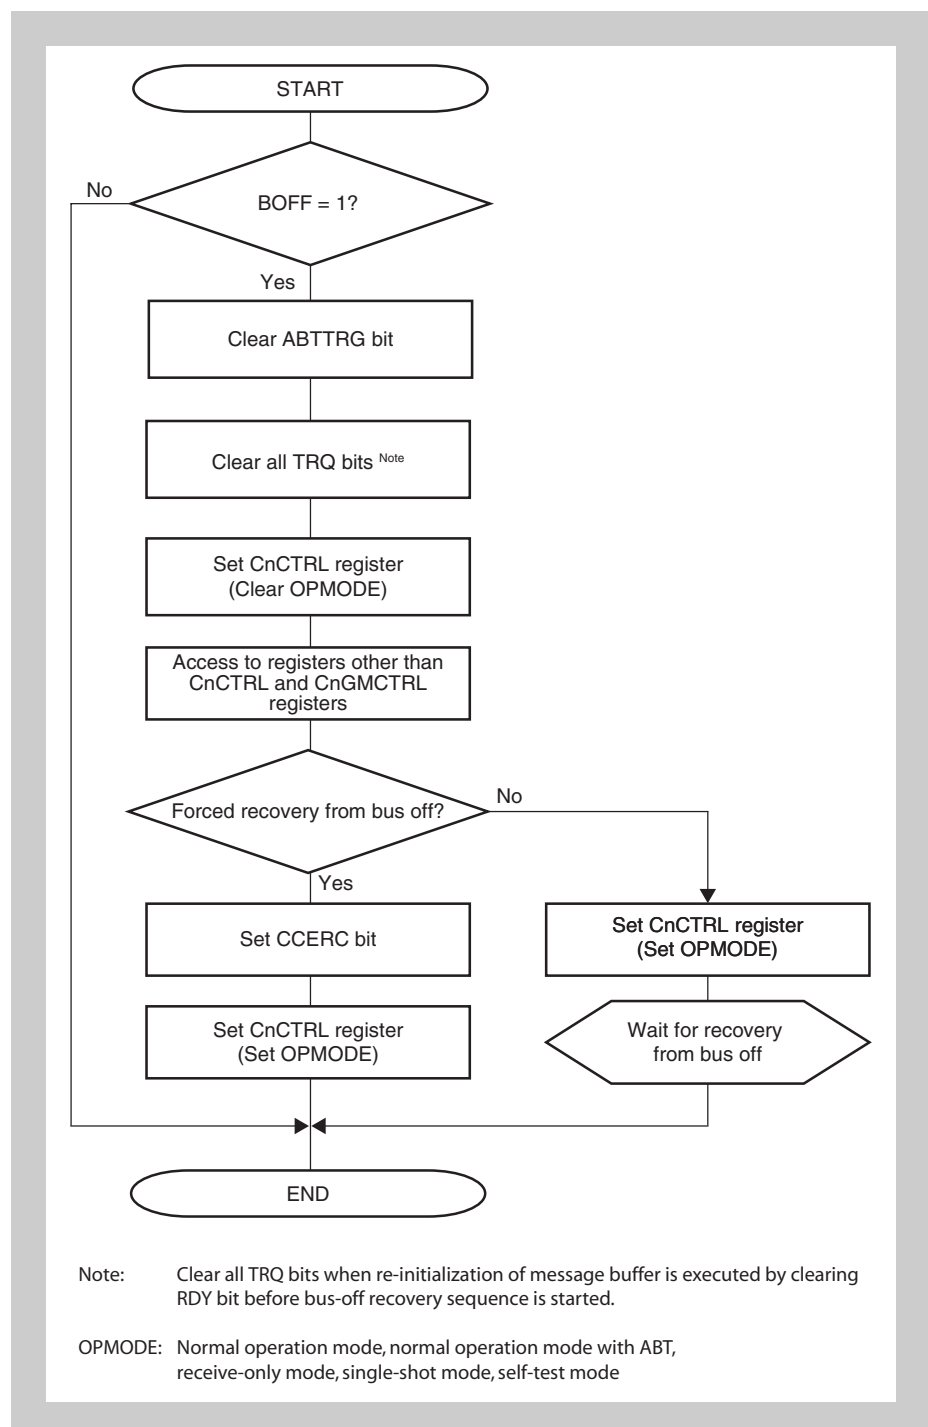 START
BOFF = 1?
No
Yes
Clear ABTTRG bit
Clear all TRQ bits Note
Set CnCTRL register
(Clear OPMODE)
Access to registers other than
CnCTRL and CnGMCTRL
registers
Forced recovery from bus off?
No
Yes
Set CCERC bit
Set CnCTRL register
(Set OPMODE)
Set CnCTRL register
(Set OPMODE)
Wait for recovery
from bus off
END
Note: Clear all TRQ bits when re-initialization of message buffer is executed by clearing
RDY bit before bus-off recovery sequence is started.
OPMODE: Normal operation mode, normal operation mode with ABT,
receive-only mode, single-shot mode, self-test mode